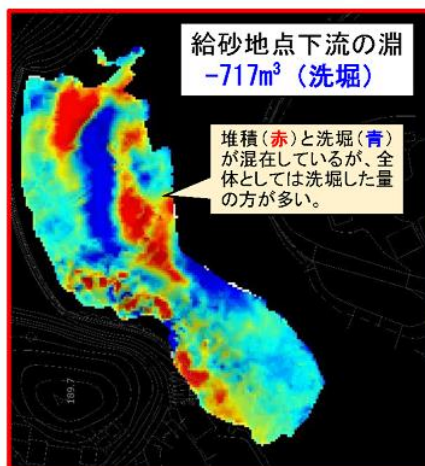 給砂地点下流の淵
-717m³（洗堀）
堆積（赤）と洗堀（青）
が混在しているが、全
体としては洗堀した量
の方が多い。
189.7